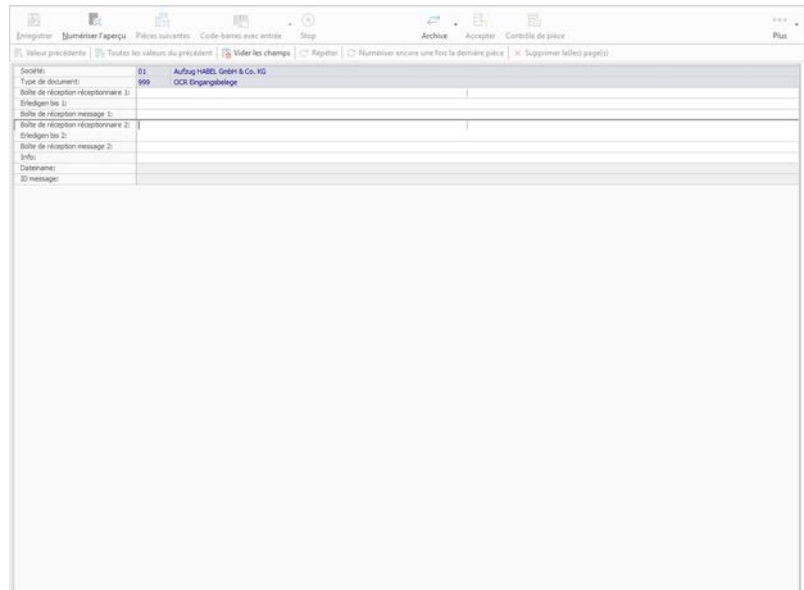 Enregistrer Numériser l'aperçu Pièces suivantes Code-barres avec entrée Stop Archive Accepter Contrôle de pièce Plus
Valeur précédente Toutes les valeurs du précédent Vider les champs Répéter Numériser encore une fois la dernière pièce Supprimer la(les) page(s)
Société: 01 Aufzug HABEL GmbH & Co. KG
Type de document: 999 OCR Eingangsbelege
Boîte de réception réceptionnaire 1:
Erledigen bis 1:
Boîte de réception message 1:
Boîte de réception réceptionnaire 2:
Erledigen bis 2:
Boîte de réception message 2:
Info:
Dateiname:
ID message: